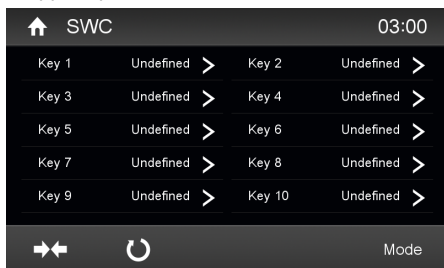 SWC 03:00
Key 1 Undefined Key 2 Undefined
Key 3 Undefined Key 4 Undefined
Key 5 Undefined Key 6 Undefined
Key 7 Undefined Key 8 Undefined
Key 9 Undefined Key 10 Undefined
Mode